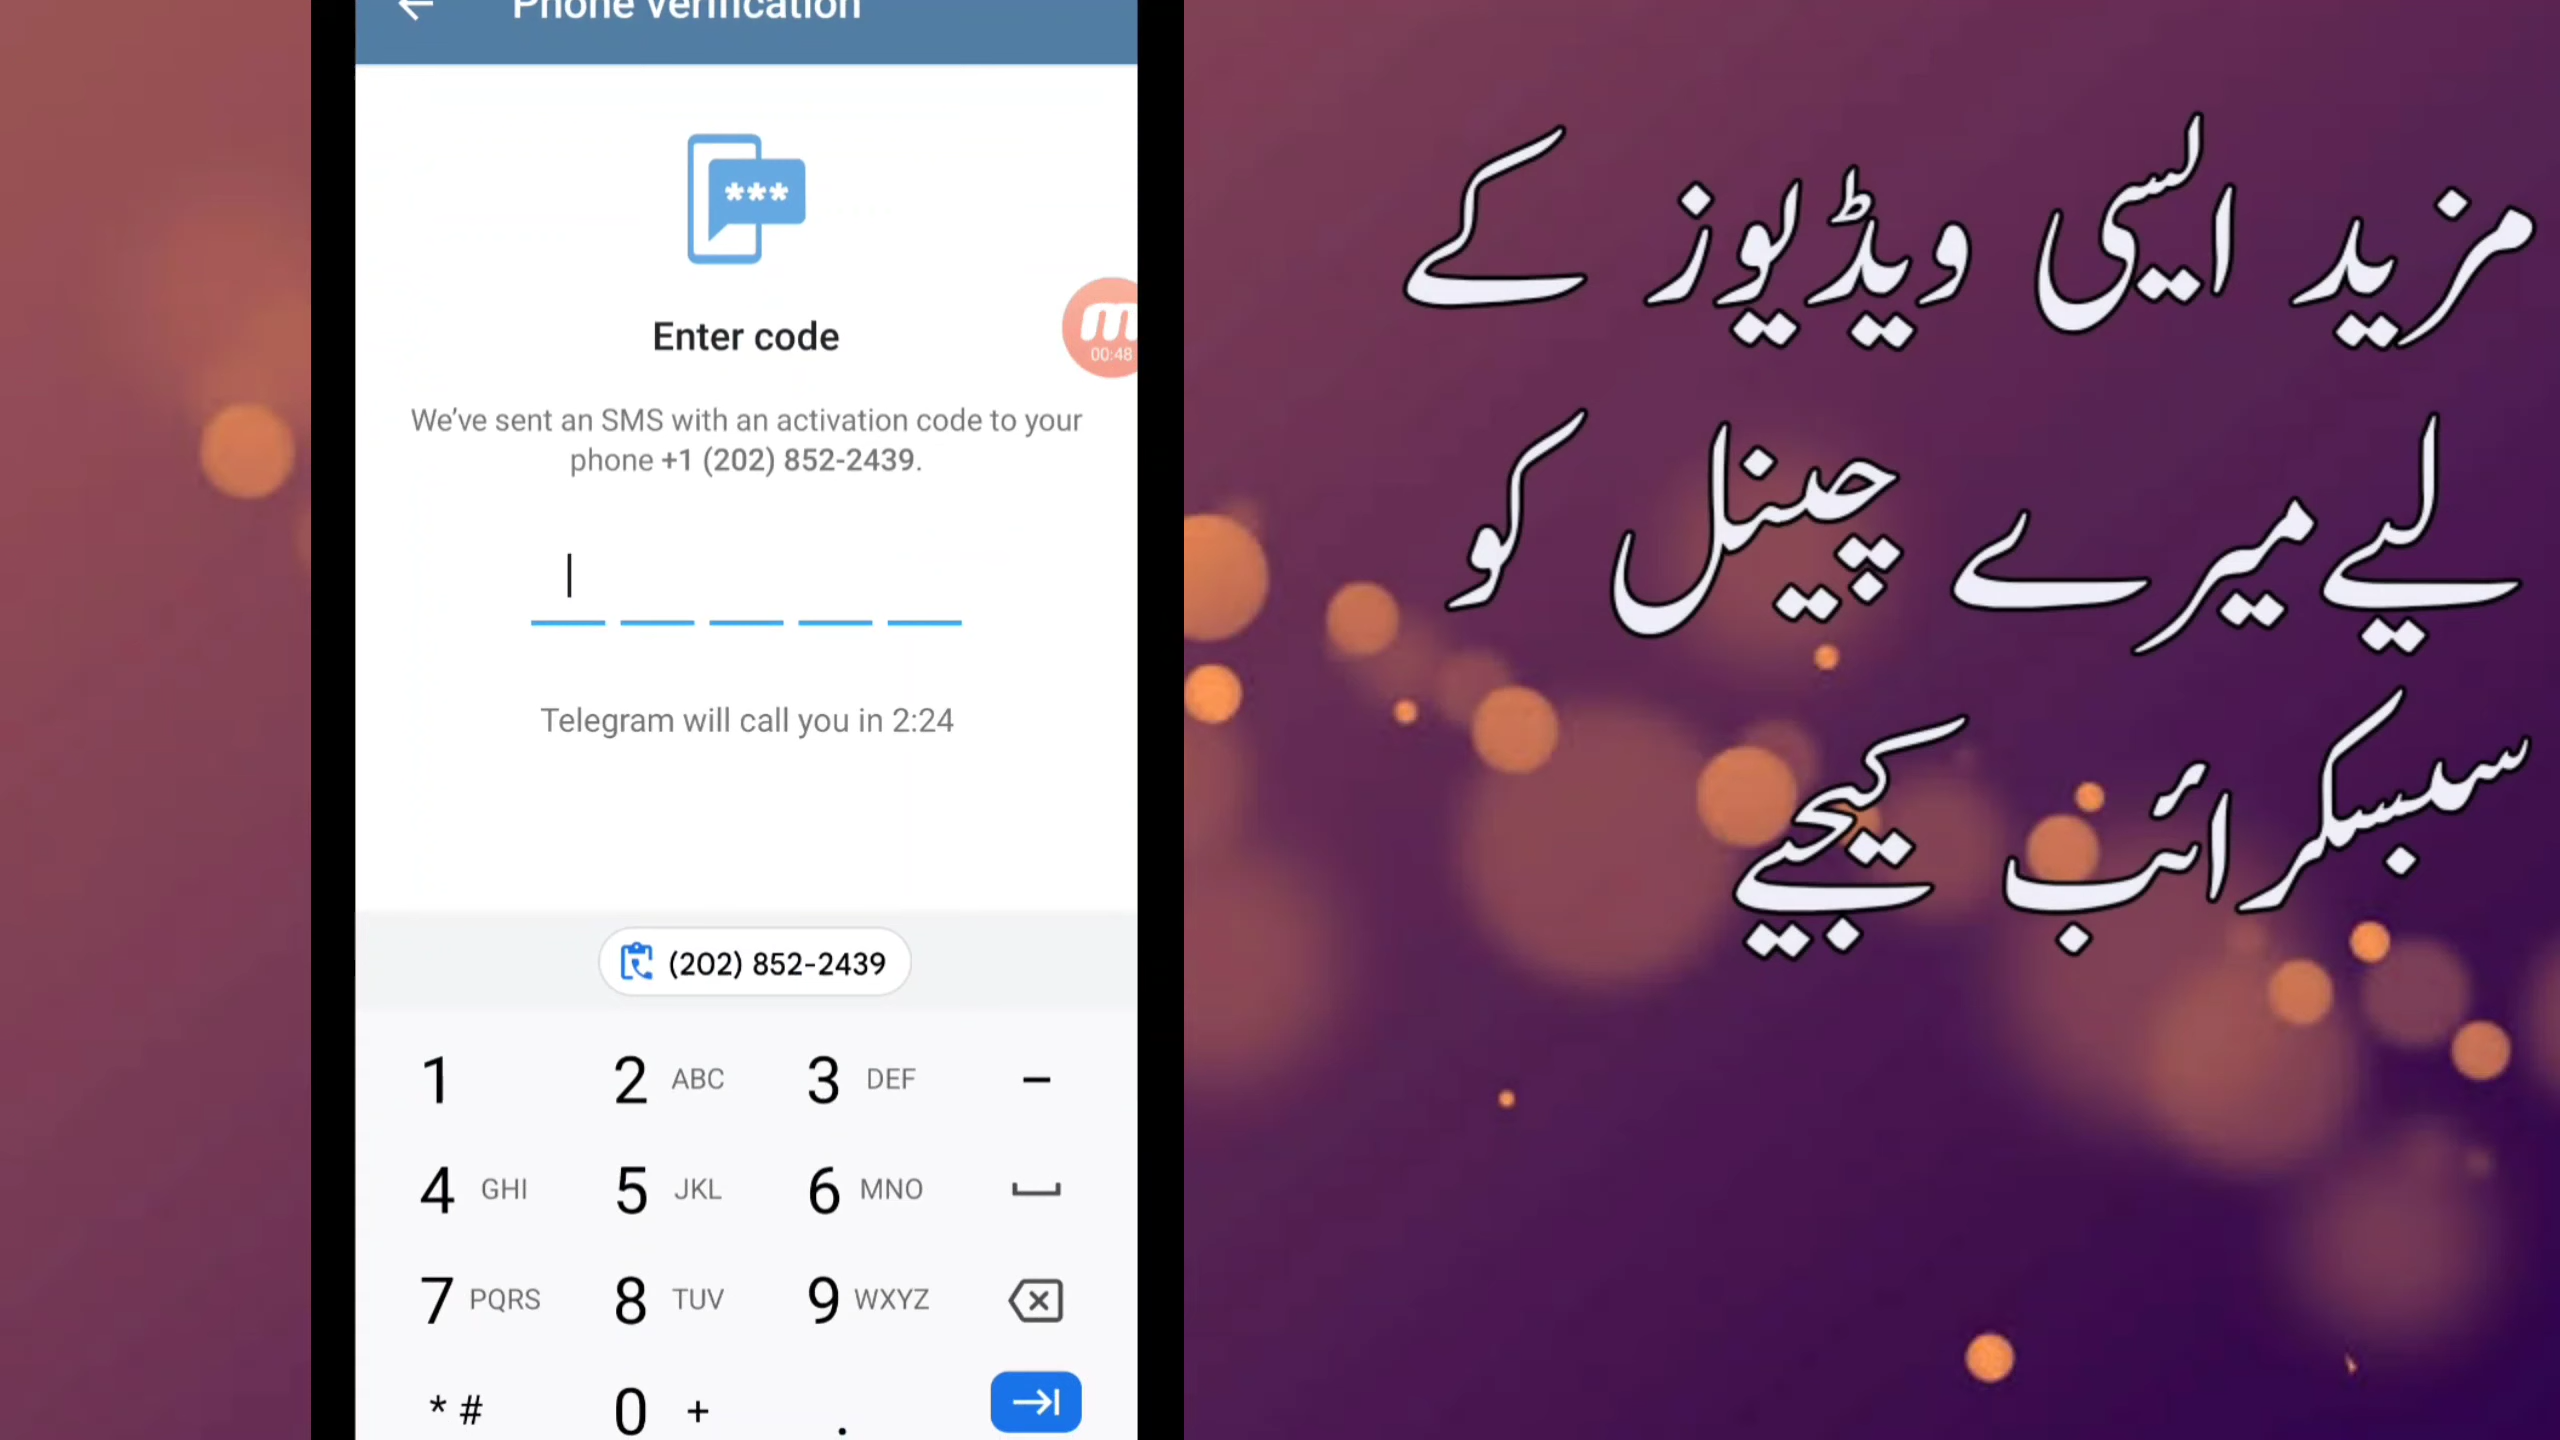 Phone Verification
***
Enter code
00:48
We've sent an SMS with an activation code to your
phone +1 (202) 852-2439.
Telegram will call you in 2:24
(202) 852-2439
1 2 ABC 3 DEF –
4 GHI 5 JKL 6 MNO
7 PQRS 8 TUV 9 WXYZ
* # 0 + .
مزید ایسی ویڈیوز کے
لیے میرے چینل کو
سبسکرائب کیجیے